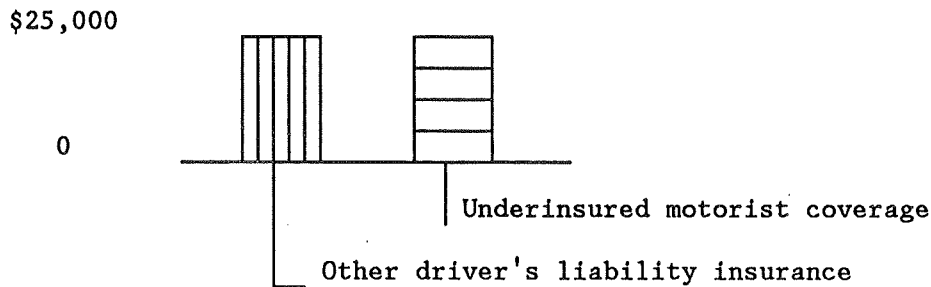 $25,000
0
Underinsured motorist coverage
Other driver's liability insurance